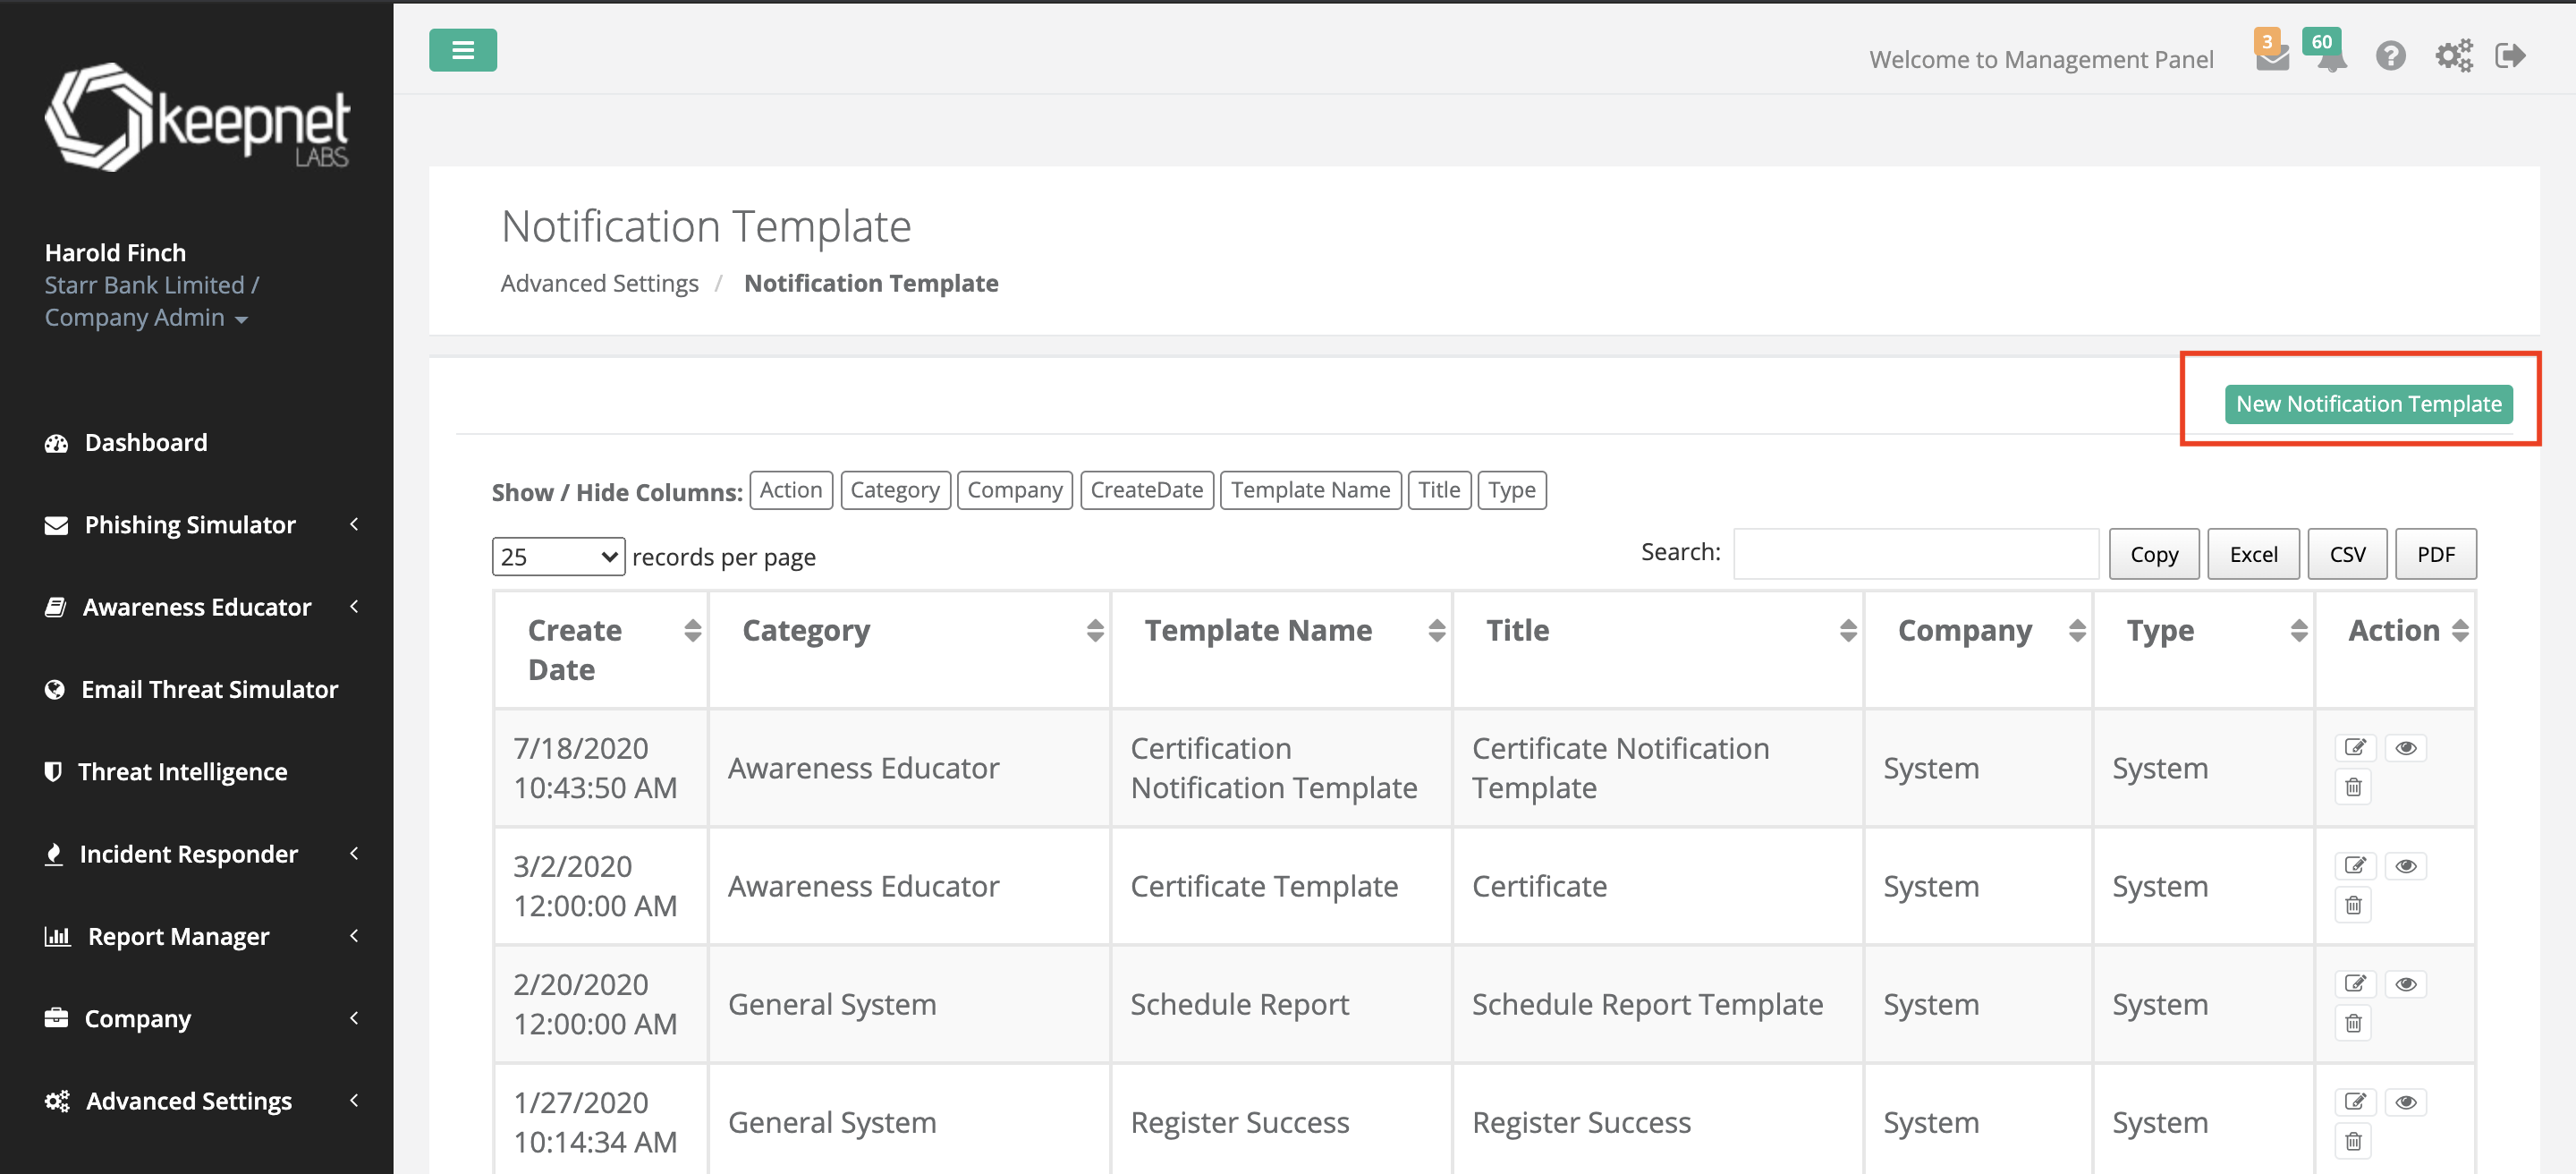 keepnet
LABS
Harold Finch
Starr Bank Limited /
Company Admin
Dashboard
Phishing Simulator
Awareness Educator
Email Threat Simulator
Threat Intelligence
Incident Responder
Report Manager
Company
Advanced Settings
Welcome to Management Panel
3
60
Notification Template
Advanced Settings / Notification Template
New Notification Template
Show / Hide Columns: Action Category Company CreateDate Template Name Title Type
25 records per page
Search: Copy Excel CSV PDF
Create Date Category Template Name Title Company Type Action
7/18/2020 10:43:50 AM Awareness Educator Certification Notification Template Certificate Notification Template System System
3/2/2020 12:00:00 AM Awareness Educator Certificate Template Certificate System System
2/20/2020 12:00:00 AM General System Schedule Report Schedule Report Template System System
1/27/2020 10:14:34 AM General System Register Success Register Success System System